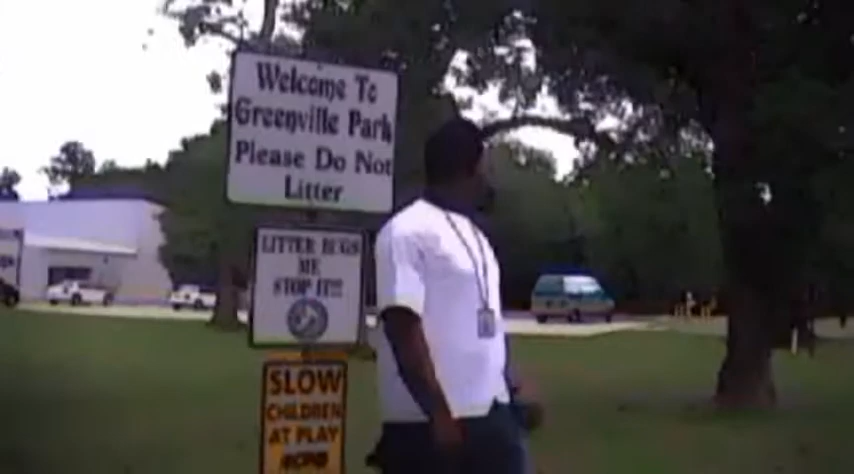 Welcome To
Greenville Park
Please Do Not
Litter
LITTER BUGS
ME
STOP IT!!!
SLOW
CHILDREN
AT PLAY